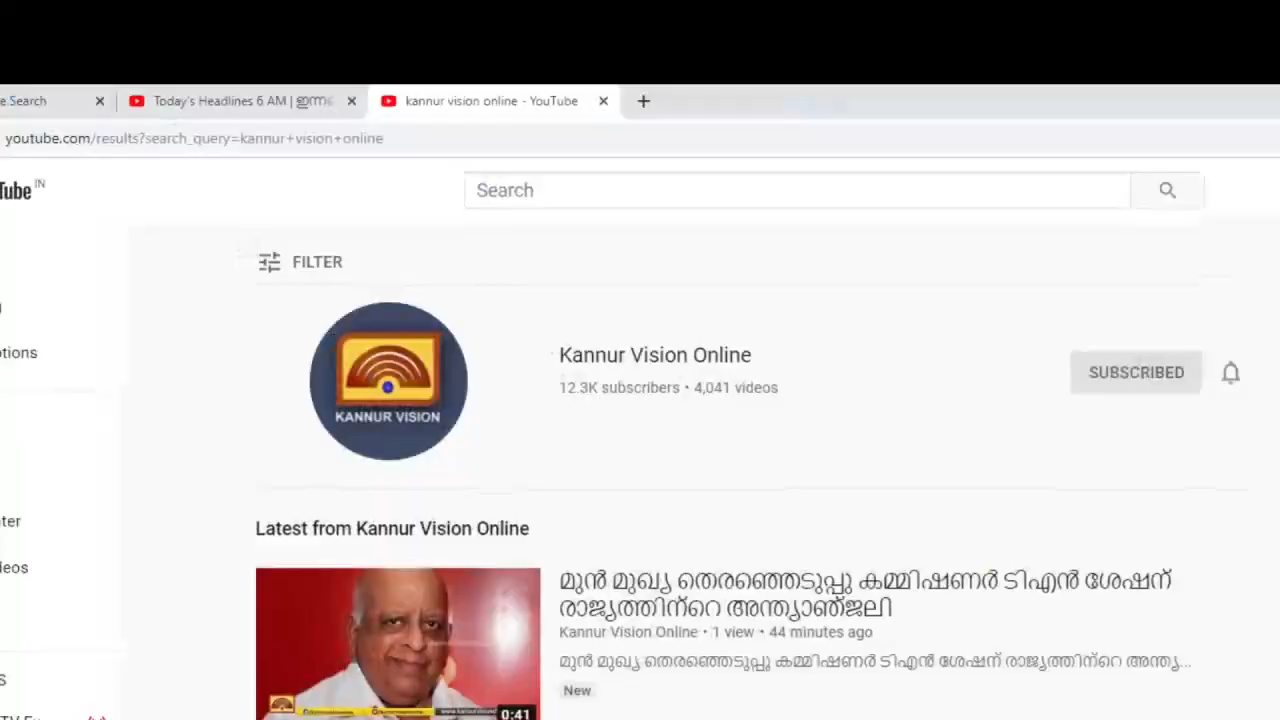 e Search
Today's Headlines 6 AM |
kannur vision online - YouTube
youtube.com/results?search_query=kannur+vision+online
Tube IN
Search
FILTER
KANNUR VISION
Kannur Vision Online
12.3K subscribers • 4,041 videos
SUBSCRIBED
otions
ter
leos
Latest from Kannur Vision Online
മുൻ മുഖ്യ തെരഞ്ഞെടുപ്പു കമ്മിഷണർ ടിഎൻ ശേഷന്
രാജ്യത്തിന്റെ അന്ത്യാഞ്ജലി
Kannur Vision Online • 1 view • 44 minutes ago
മുൻ മുഖ്യ തെരഞ്ഞെടുപ്പു കമ്മിഷണർ ടിഎൻ ശേഷന് രാജ്യത്തിന്റെ അന്ത്യ...
New
0:41
S